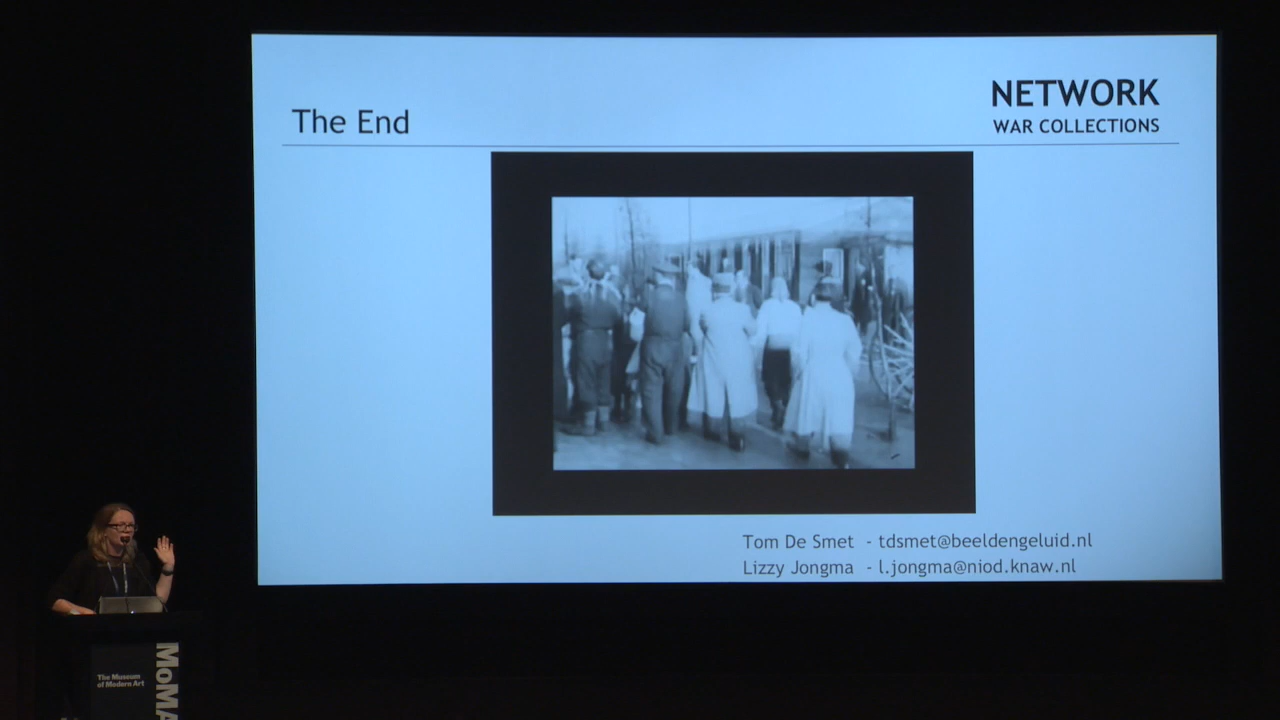 The End
NETWORK
WAR COLLECTIONS
Tom De Smet - tdsmet@beeldengeluid.nl
Lizzy Jongma - l.jongma@niod.knaw.nl
The Museum
of Modern Art
MoMA